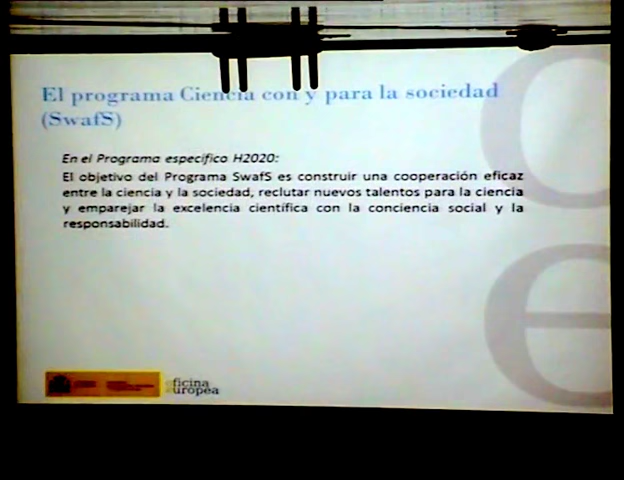 El programa Ciencia con y para la sociedad
(SwafS)
En el Programa especifico H2020:
El objetivo del Programa SwafS es construir una cooperación eficaz
entre la ciencia y la sociedad, reclutar nuevos talentos para la ciencia
y emparejar la excelencia científica con la conciencia social y la
responsabilidad.
oficina
europea